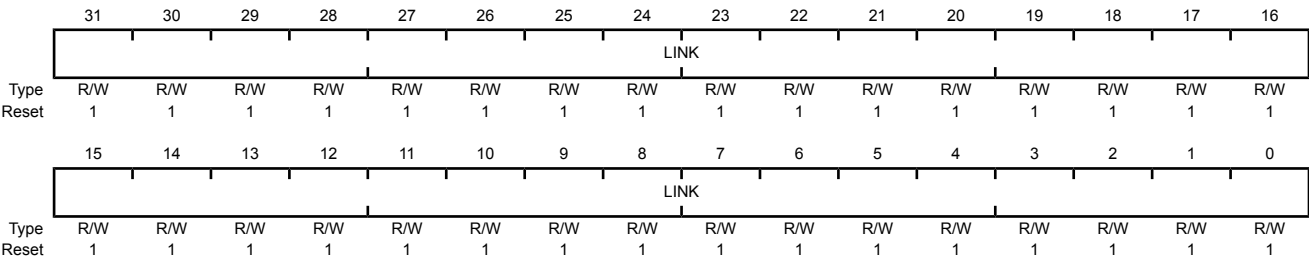 31 30 29 28 27 26 25 24 23 22 21 20 19 18 17 16
LINK
Type R/W R/W R/W R/W R/W R/W R/W R/W R/W R/W R/W R/W R/W R/W R/W R/W
Reset 1 1 1 1 1 1 1 1 1 1 1 1 1 1 1 1
15 14 13 12 11 10 9 8 7 6 5 4 3 2 1 0
LINK
Type R/W R/W R/W R/W R/W R/W R/W R/W R/W R/W R/W R/W R/W R/W R/W R/W
Reset 1 1 1 1 1 1 1 1 1 1 1 1 1 1 1 1